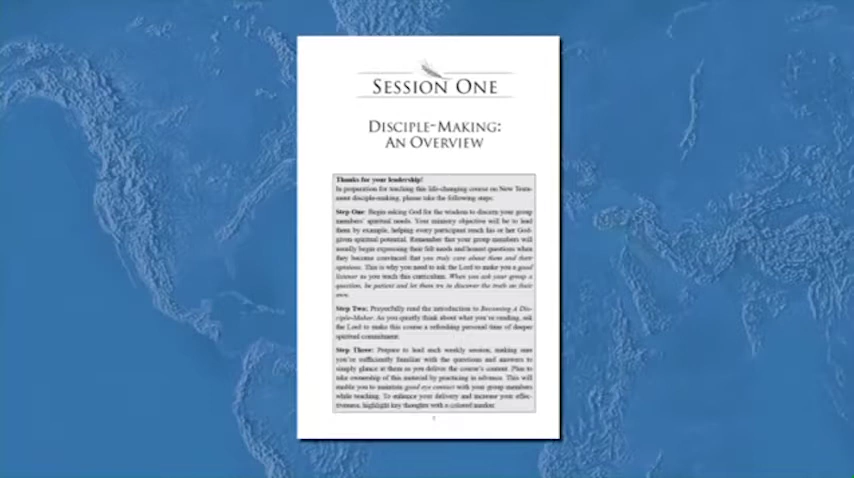 SESSION ONE
DISCIPLE-MAKING:
AN OVERVIEW
Thanks for your leadership!
In preparation for teaching this life-changing course on New Testa-
ment disciple-making, please take the following steps:
Step One: Begin asking God for the wisdom to discern your group
members' spiritual needs. Your ministry objective will be to lead
them by example, helping every participant reach his or her God-
given spiritual potential. Remember that your group members will
usually begin expressing their felt needs and honest questions when
they become convinced that you truly care about them and their
opinions. This is why you need to ask the Lord to make you a good
listener as you teach this curriculum. When you ask your group a
question, be patient and let them try to discover the truth on their
own.
Step Two: Prayerfully read the introduction to Becoming A Dis-
ciple-Maker. As you quietly think about what you're reading, ask
the Lord to make this course a refreshing personal time of deeper
spiritual commitment.
Step Three: Prepare to lead each weekly session, making sure
you're sufficiently familiar with the questions and answers to
simply glance at them as you deliver the course's content. Plan to
take ownership of this material by practicing in advance. This will
enable you to maintain good eye contact with your group members
while teaching. To enhance your delivery and increase your effec-
tiveness, highlight key thoughts with a colored marker.